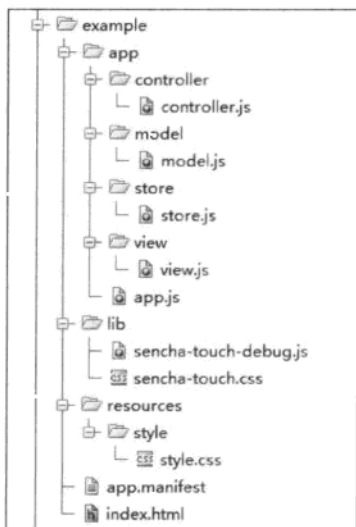 example
app
controller
controller.js
model
model.js
store
store.js
view
view.js
app.js
lib
sencha-touch-debug.js
sencha-touch.css
resources
style
style.css
app.manifest
index.html